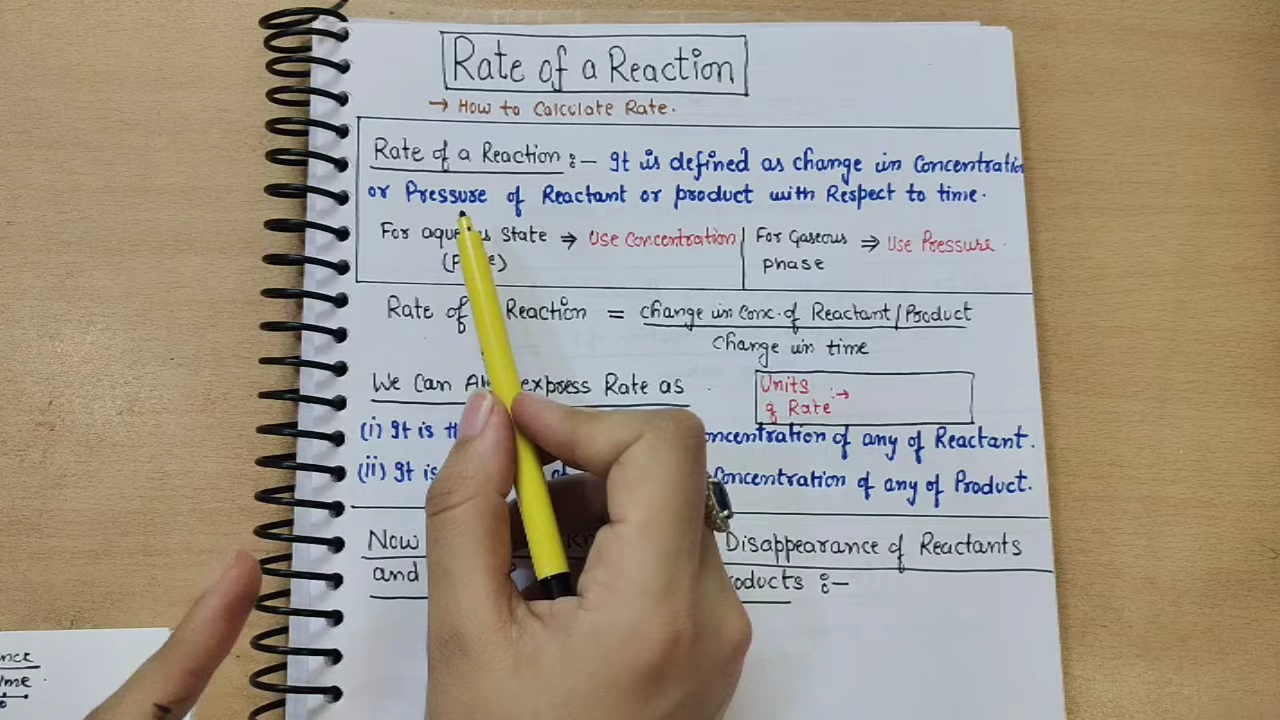 Rate of a Reaction
→ How to Calculate Rate.
Rate of a Reaction :- It is defined as change in Concentration
or Pressure of Reactant or product with Respect to time.
For State ⇒ Use Concentration | For Gaseous ⇒ Use Pressure.
phase
Rate of Reaction = change in Conc. of Reactant/Product
Change in time
We Can express Rate as
Units
of Rate :→
(i) It is oncentration of any of Reactant.
(ii) It is Concentration of any of Product.
Now Disappearance of Reactants
and roducts :-
nce
ime.